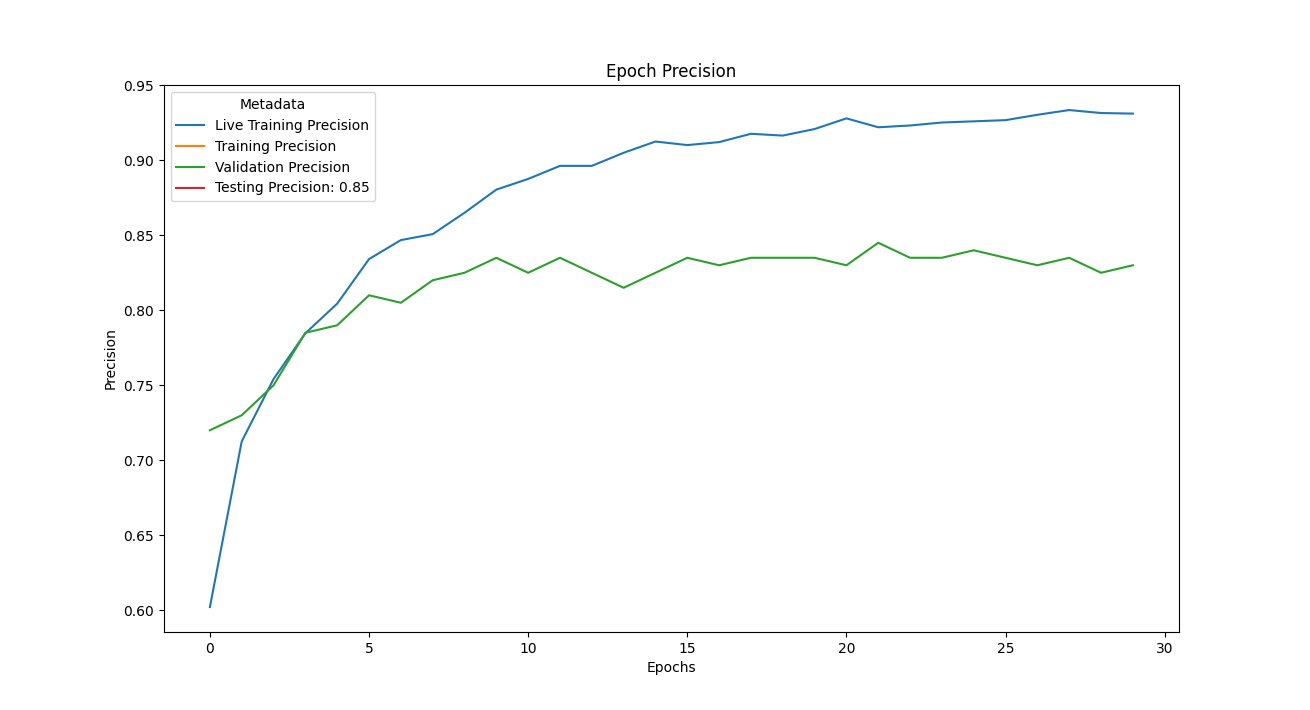 Epoch Precision
Metadata
Live Training Precision
Training Precision
Validation Precision
Testing Precision: 0.85
Precision
0.95
0.90
0.85
0.80
0.75
0.70
0.65
0.60
0 5 10 15 20 25 30
Epochs